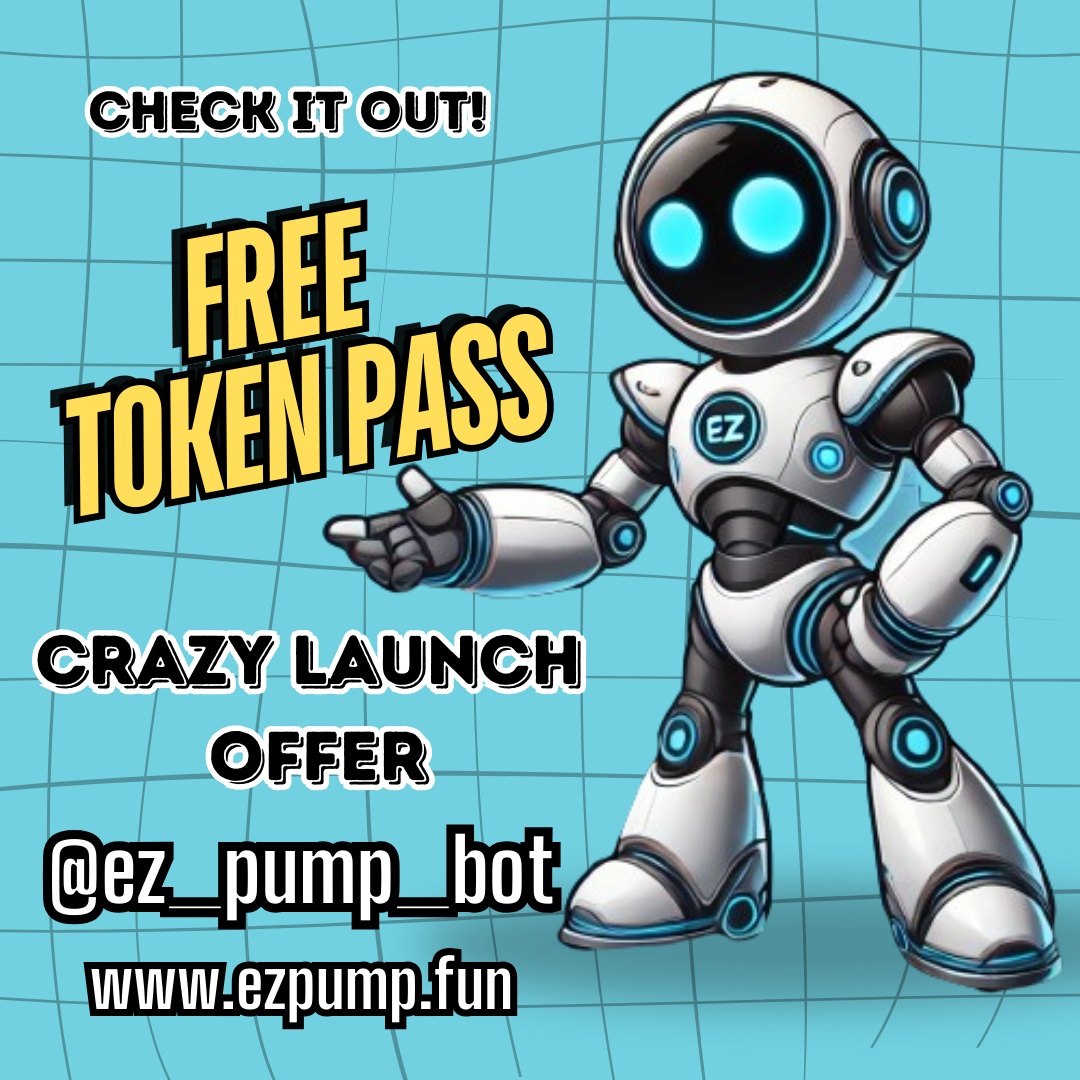 CHECK IT OUT!
FREE
TOKEN PASS
EZ
CRAZY LAUNCH
OFFER
@ez_pump_bot
www.ezpump.fun